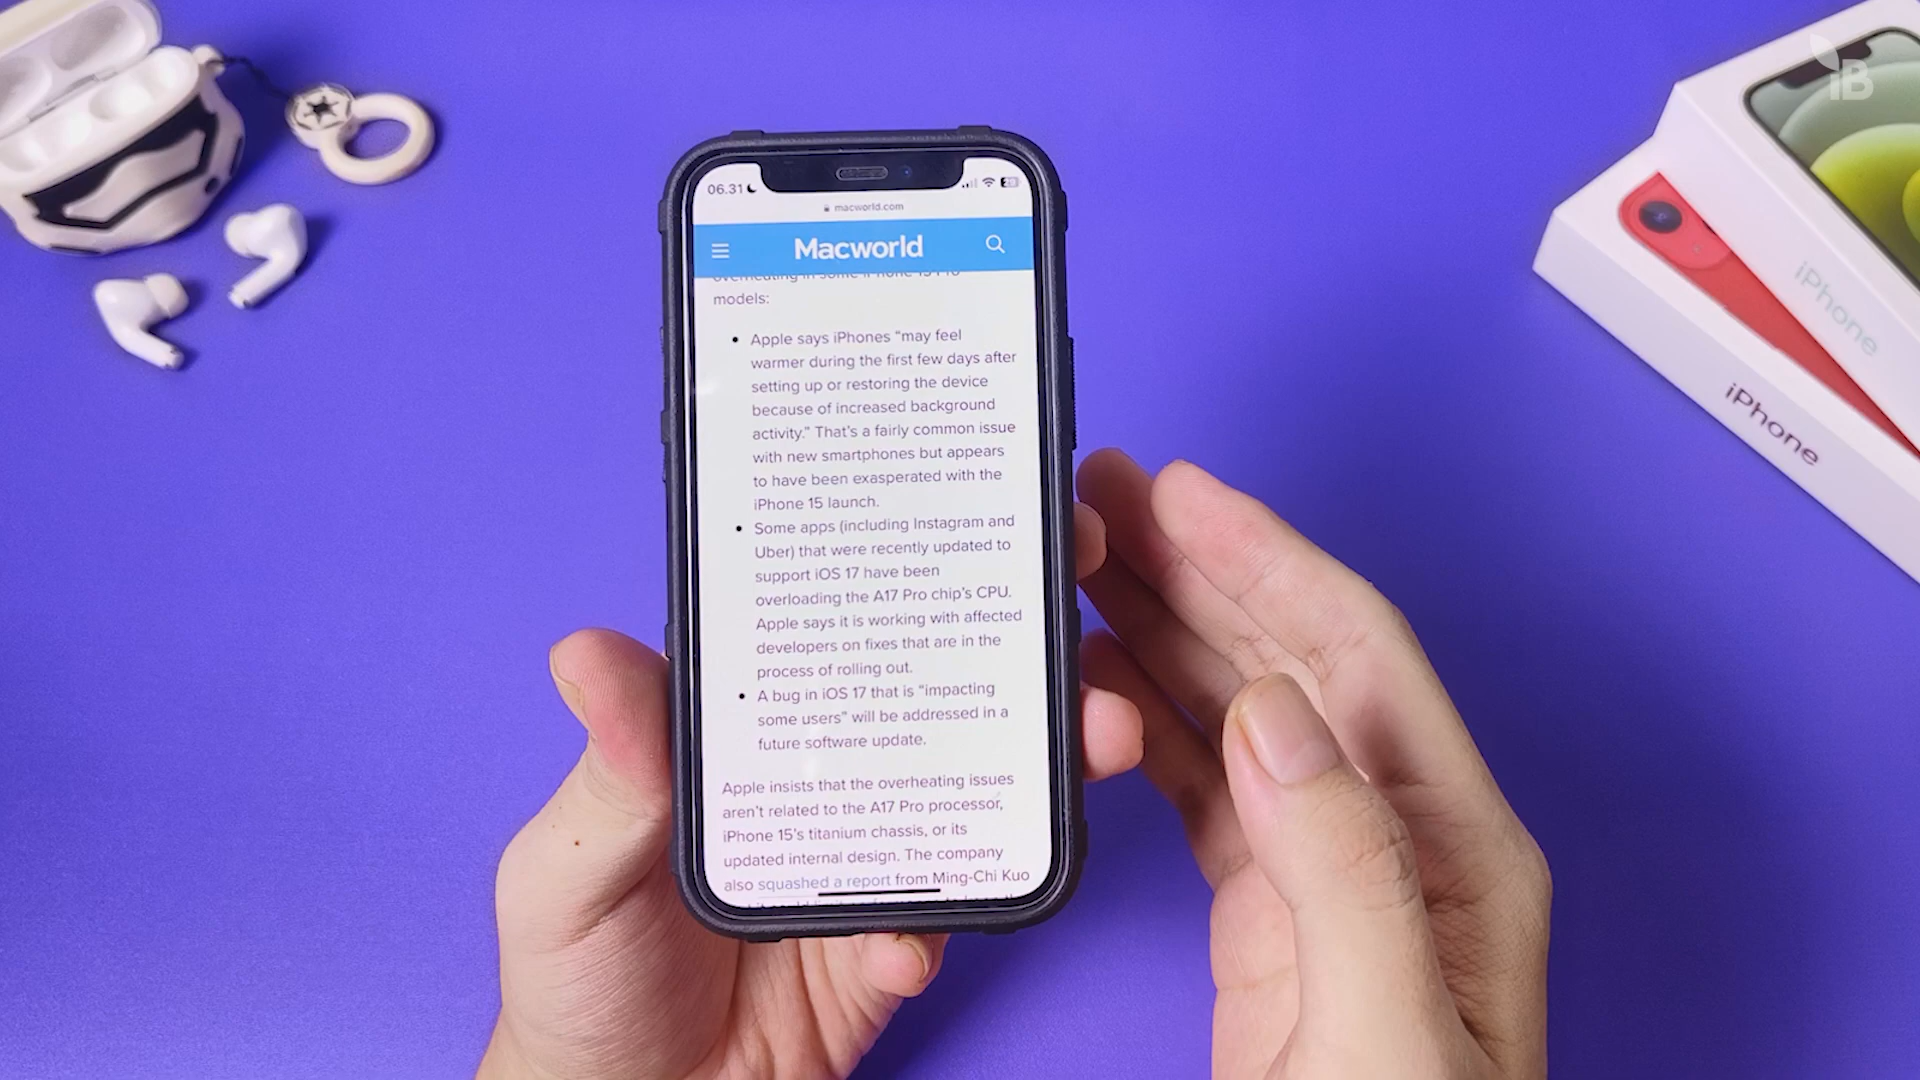 iB
06.31
macworld.com
Macworld
overheating in some iPhone 15 Pro
models:
Apple says iPhones “may feel
warmer during the first few days after
setting up or restoring the device
because of increased background
activity.” That’s a fairly common issue
with new smartphones but appears
to have been exasperated with the
iPhone 15 launch.
Some apps (including Instagram and
Uber) that were recently updated to
support iOS 17 have been
overloading the A17 Pro chip’s CPU.
Apple says it is working with affected
developers on fixes that are in the
process of rolling out.
A bug in iOS 17 that is “impacting
some users” will be addressed in a
future software update.
Apple insists that the overheating issues
aren’t related to the A17 Pro processor,
iPhone 15’s titanium chassis, or its
updated internal design. The company
also squashed a report from Ming-Chi Kuo
iPhone
iPhone